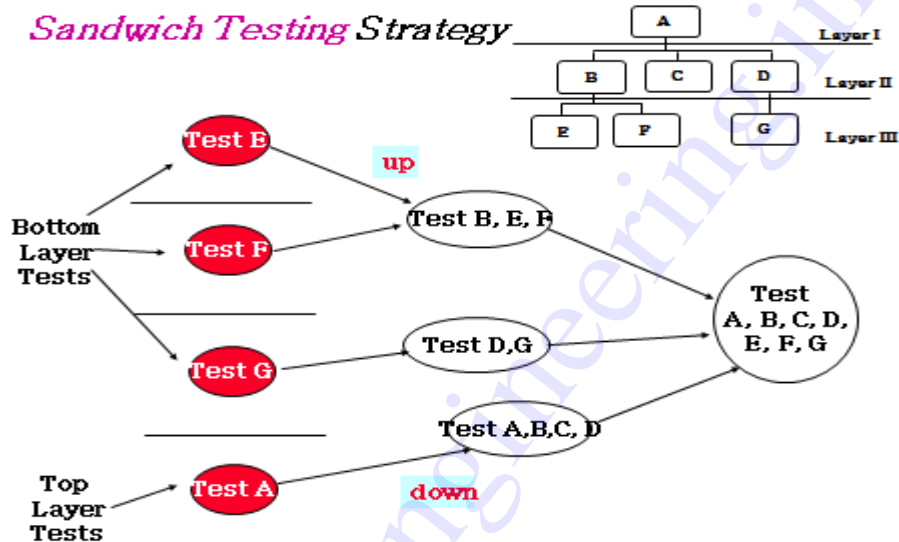 Sandwich Testing Strategy
A
Layer I
B
C
D
Layer II
E
F
G
Layer III
Test E
up
Bottom
Layer
Tests
Test F
Test B, E, F
Test G
Test D,G
Test
A, B, C, D,
E, F, G
Test A,B,C, D
Top
Layer
Tests
Test A
down